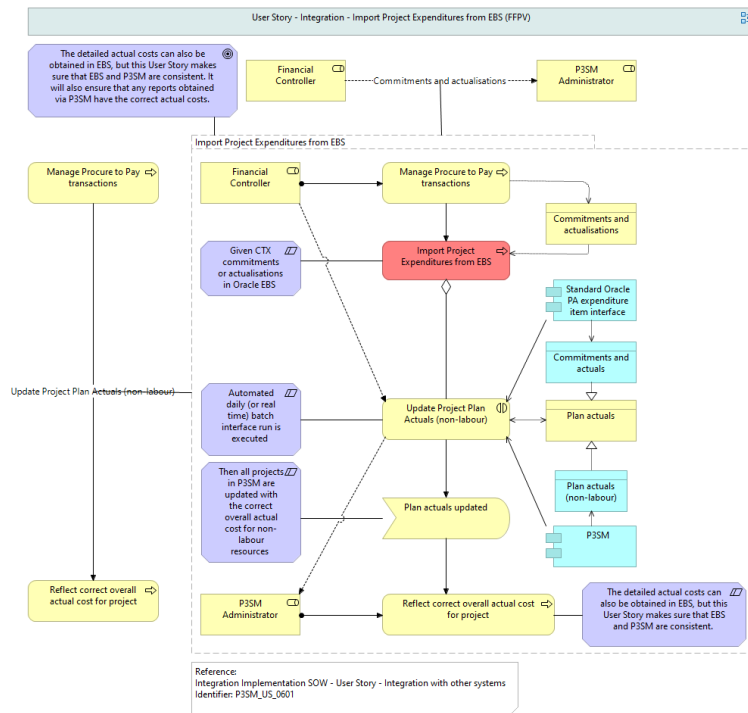 User Story - Integration - Import Project Expenditures from EBS (FFPV)
The detailed actual costs can also be
obtained in EBS, but this User Story makes
sure that EBS and P3SM are consistent. It
will also ensure that any reports obtained
via P3SM have the correct actual costs.
Financial
Controller
Commitments and actualisations
P3SM
Administrator
Import Project Expenditures from EBS
Manage Procure to Pay
transactions
Financial
Controller
Manage Procure to Pay
transactions
Commitments and
actualisations
Given CTX
commitments
or actualisations
in Oracle EBS
Import Project
Expenditures from EBS
Standard Oracle
PA expenditure
item interface
Commitments and
actuals
Update Project Plan Actuals (non-labour)
Automated
daily (or real
time) batch
interface run is
executed
Update Project Plan
Actuals (non-labour)
Plan actuals
Then all projects
in P3SM are
updated with
the correct
overall actual
cost for non-
labour
resources
Plan actuals updated
Plan actuals
(non-labour)
P3SM
Reflect correct overall
actual cost for project
P3SM
Administrator
Reflect correct overall actual cost
for project
The detailed actual costs can
also be obtained in EBS, but this
User Story makes sure that EBS
and P3SM are consistent.
Reference:
Integration Implementation SOW - User Story - Integration with other systems
Identifier: P3SM_US_0601